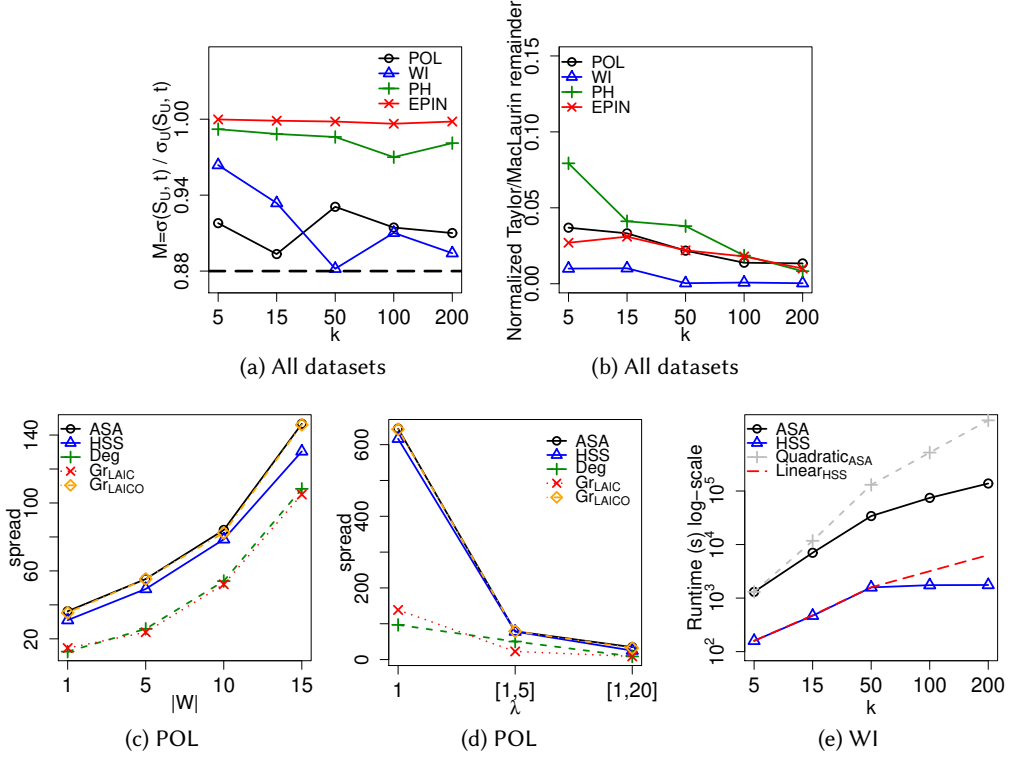 M=σ(S_U, t) / σ_U(S_U, t)
1.00
0.94
0.88
POL
WI
PH
EPIN
5 15 50 100 200
k
(a) All datasets
Normalized Taylor/MacLaurin remainder
0.15
0.10
0.05
0.00
POL
WI
PH
EPIN
5 15 50 100 200
k
(b) All datasets
spread
140
100
60
20
ASA
HSS
Deg
Gr_LAIC
Gr_LAICO
1 5 10 15
|W|
(c) POL
spread
600
400
200
0
ASA
HSS
Deg
Gr_LAIC
Gr_LAICO
1 [1,5] [1,20]
λ
(d) POL
Runtime (s) log−scale
10^5
10^4
10^3
10^2
ASA
HSS
Quadratic_ASA
Linear_HSS
5 15 50 100 200
k
(e) WI